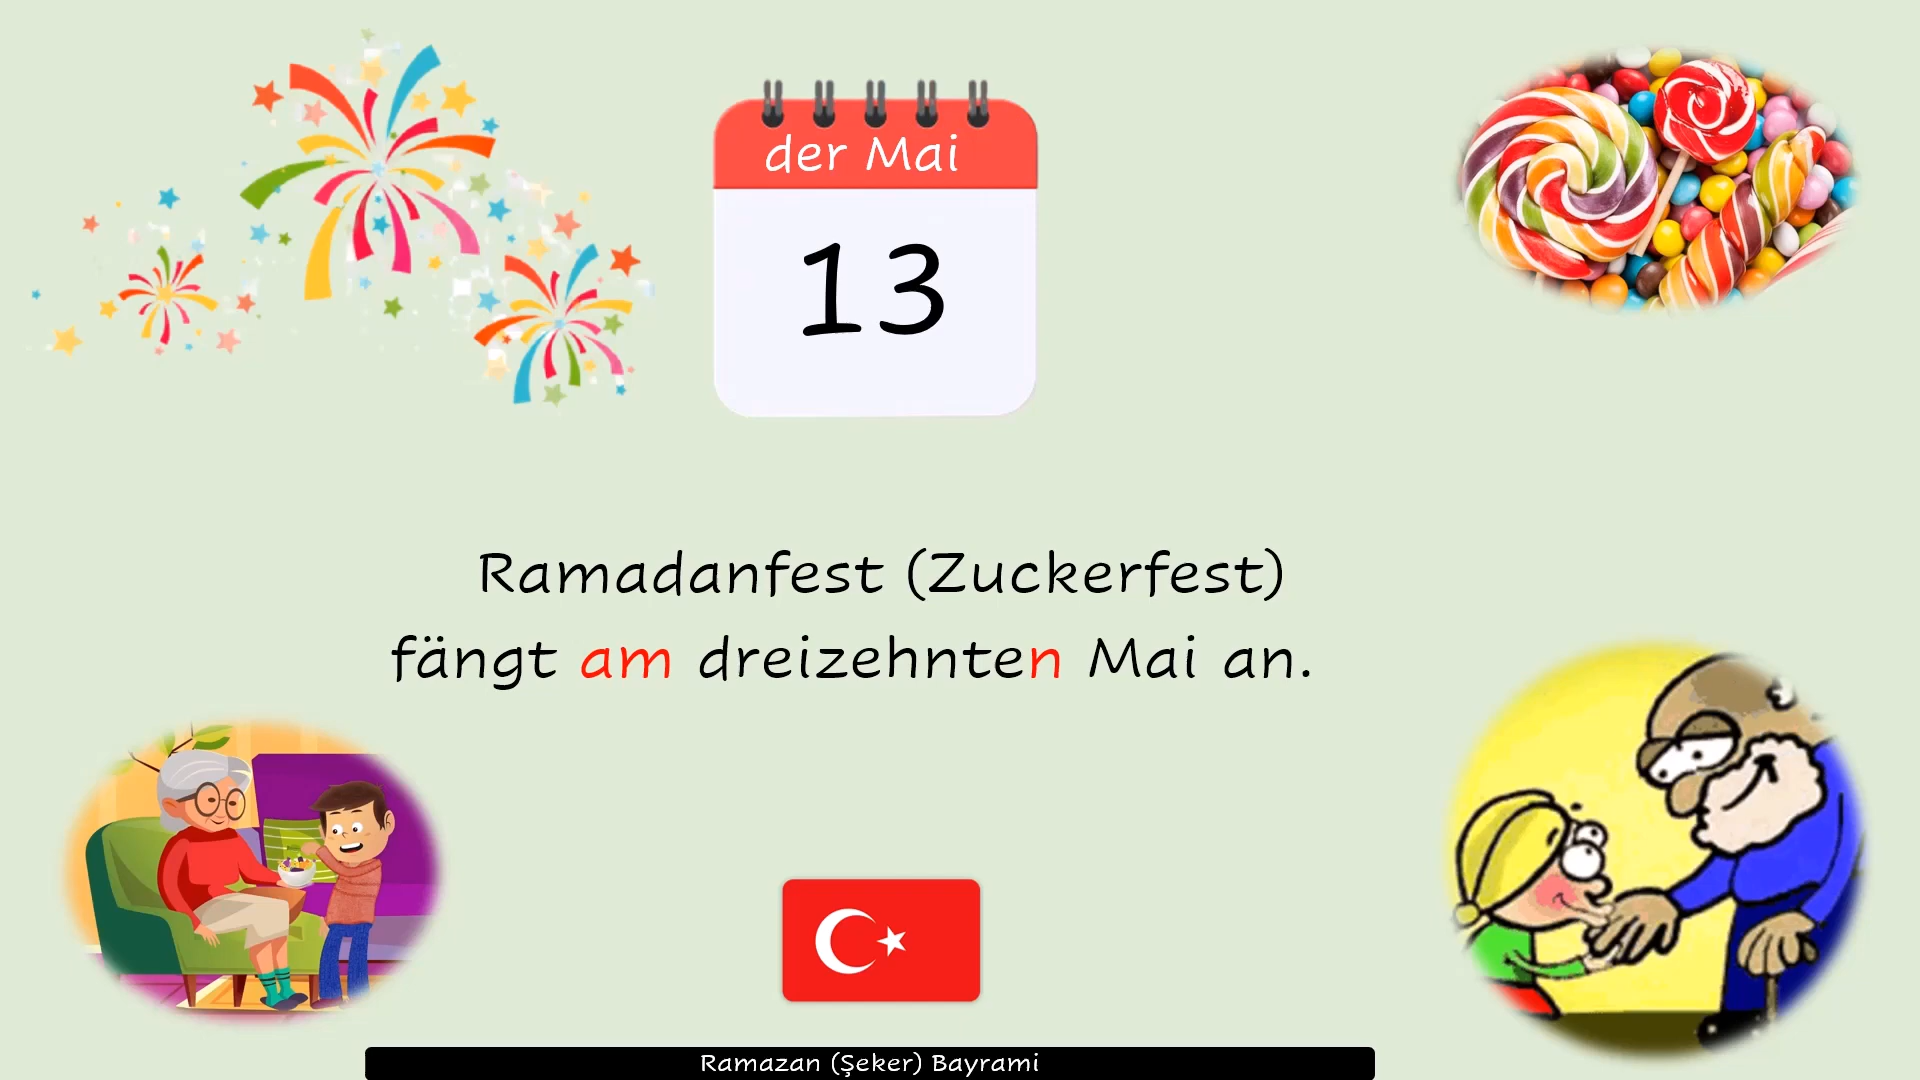 der Mai
13
Ramadanfest (Zuckerfest)
fängt am dreizehnten Mai an.
Ramazan (Şeker) Bayrami